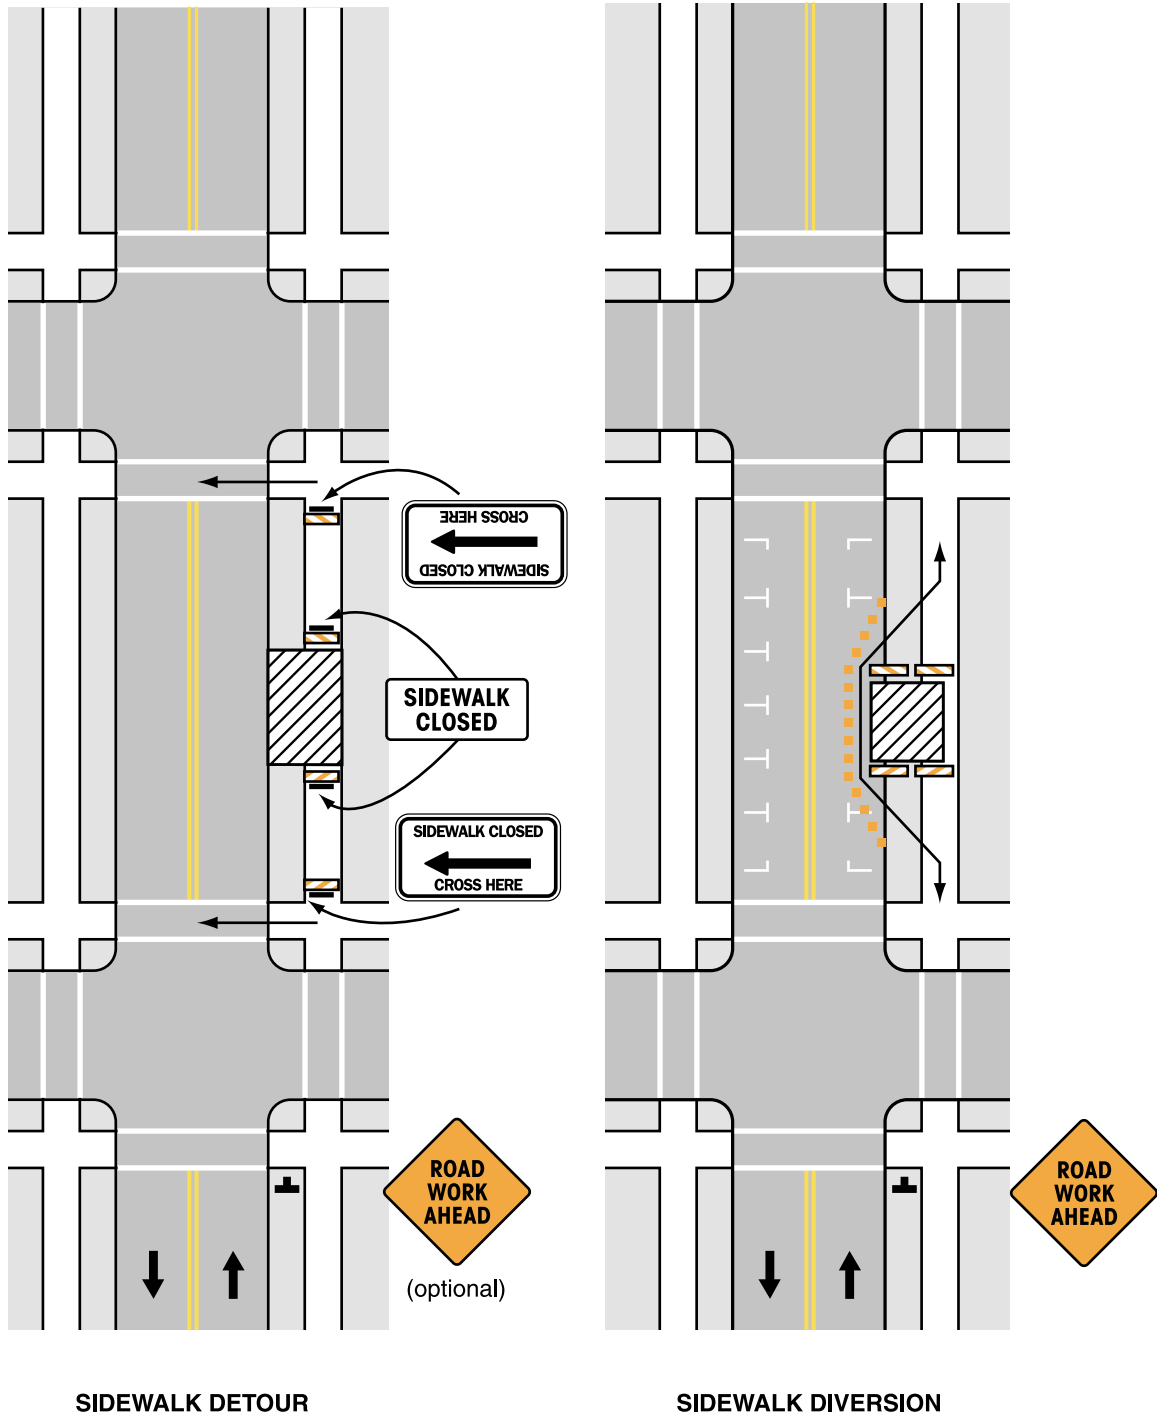 CROSS HERE
SIDEWALK CLOSED
SIDEWALK
CLOSED
SIDEWALK CLOSED
CROSS HERE
ROAD
WORK
AHEAD
(optional)
ROAD
WORK
AHEAD
SIDEWALK DETOUR
SIDEWALK DIVERSION